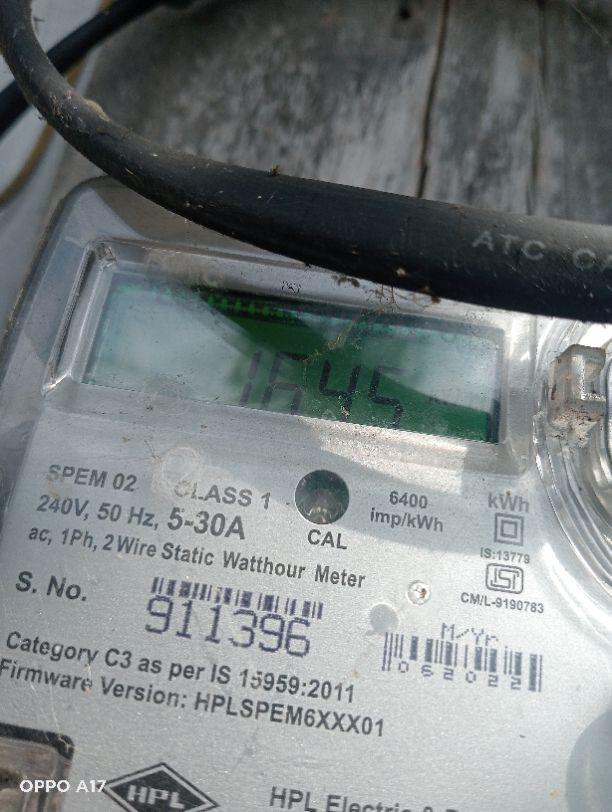 ATC
1645
SPEM 02 CLASS 1
240V, 50 Hz, 5-30A
ac, 1Ph, 2 Wire Static Watthour Meter
CAL
6400
imp/kWh
kWh
IS:13779
CM/L-9190783
S. No.
911396
M/Yr
062022
Category C3 as per IS 15959:2011
Firmware Version: HPLSPEM6XXX01
HPL
HPL Electric &
OPPO A17